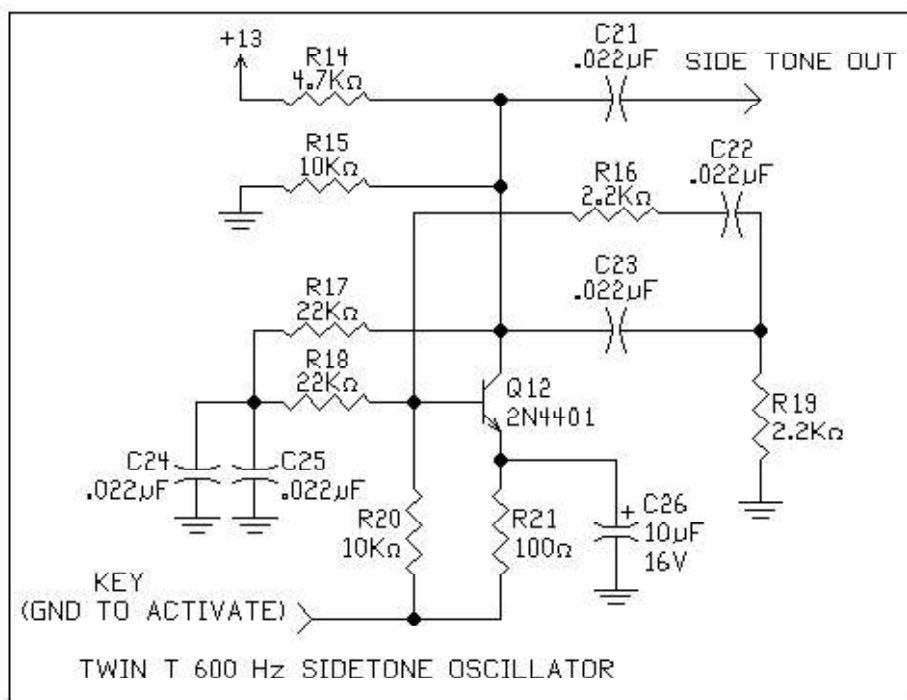 +13
R14
4.7KΩ
C21
.022µF
SIDE TONE OUT
R15
10KΩ
R16
2.2KΩ
C22
.022µF
C23
.022µF
R17
22KΩ
R18
22KΩ
Q12
2N4401
R19
2.2KΩ
C24
.022µF
C25
.022µF
R20
10KΩ
R21
100Ω
+
C26
10µF
16V
KEY
(GND TO ACTIVATE)
TWIN T 600 Hz SIDETONE OSCILLATOR